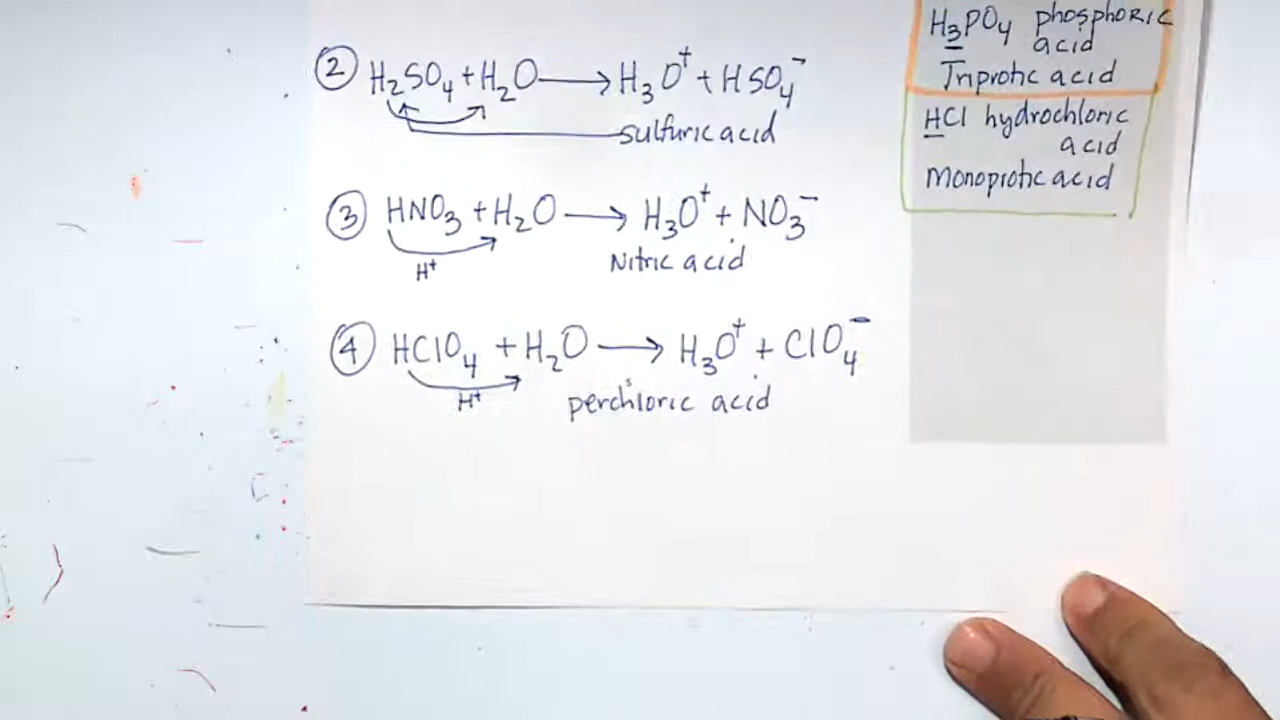 ② H₂SO₄ + H₂O ⟶ H₃O⁺ + HSO₄⁻
sulfuric acid
③ HNO₃ + H₂O ⟶ H₃O⁺ + NO₃⁻
H⁺
Nitric acid
④ HClO₄ + H₂O ⟶ H₃O⁺ + ClO₄⁻
H⁺
perchloric acid
H₃PO₄ phosphoric
acid
Triprotic acid
HCl hydrochloric
acid
Monoprotic acid